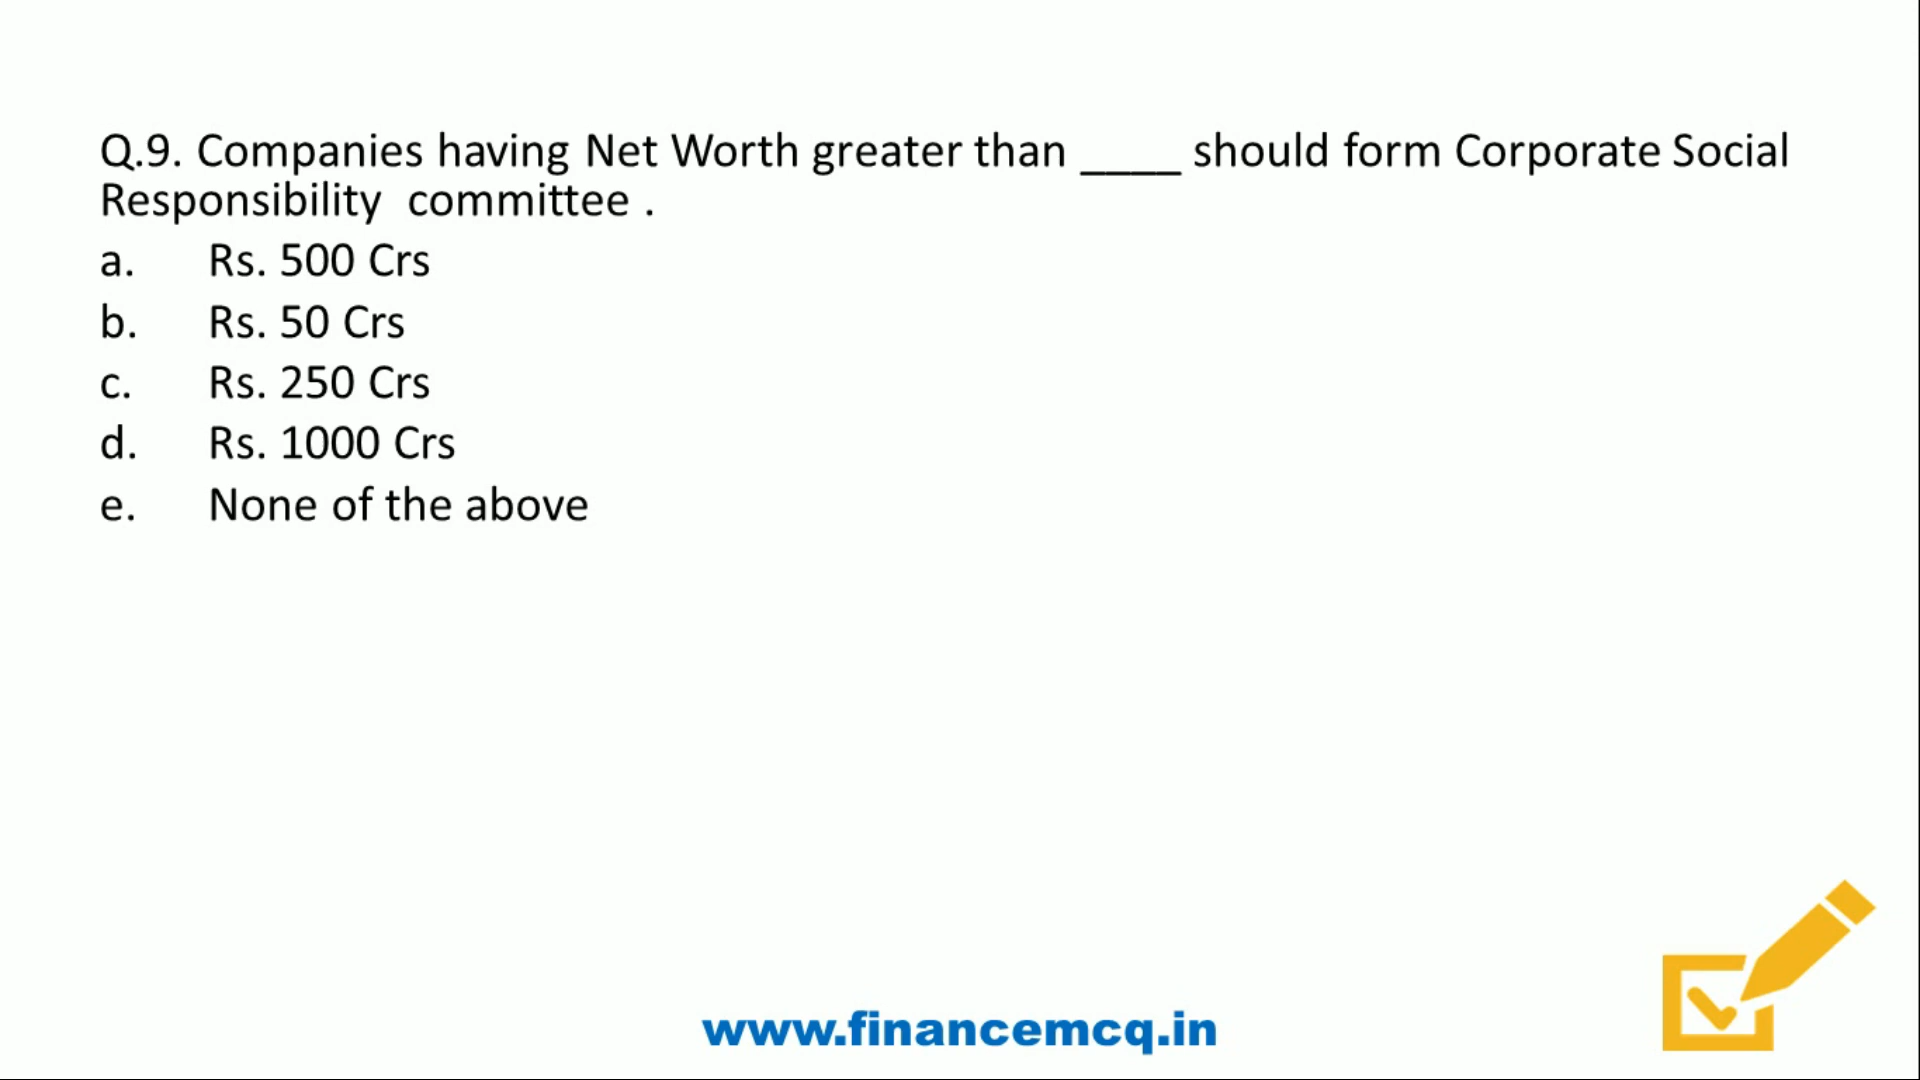 Q.9. Companies having Net Worth greater than ____ should form Corporate Social
Responsibility committee .
a. Rs. 500 Crs
b. Rs. 50 Crs
c. Rs. 250 Crs
d. Rs. 1000 Crs
e. None of the above
www.financemcq.in